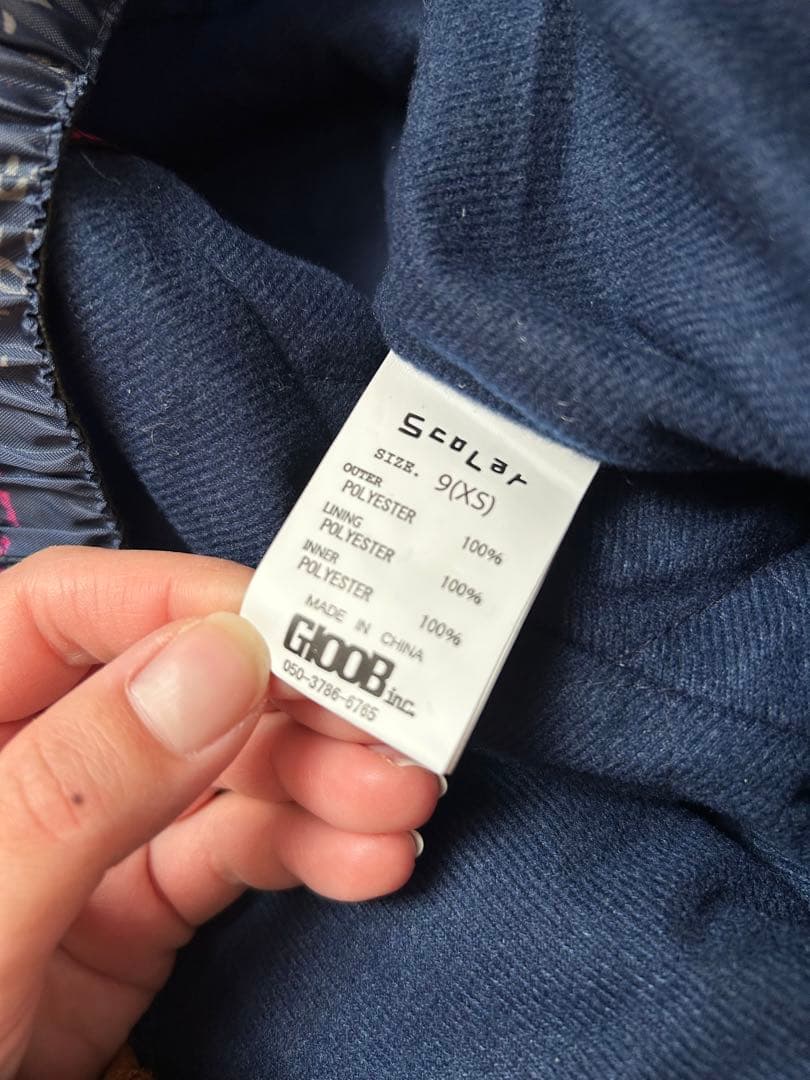 ScoLar
SIZE. 9(XS)
OUTER
POLYESTER 100%
LINING
POLYESTER 100%
INNER
POLYESTER 100%
MADE IN CHINA
GlOOB inc.
050-3786-6765